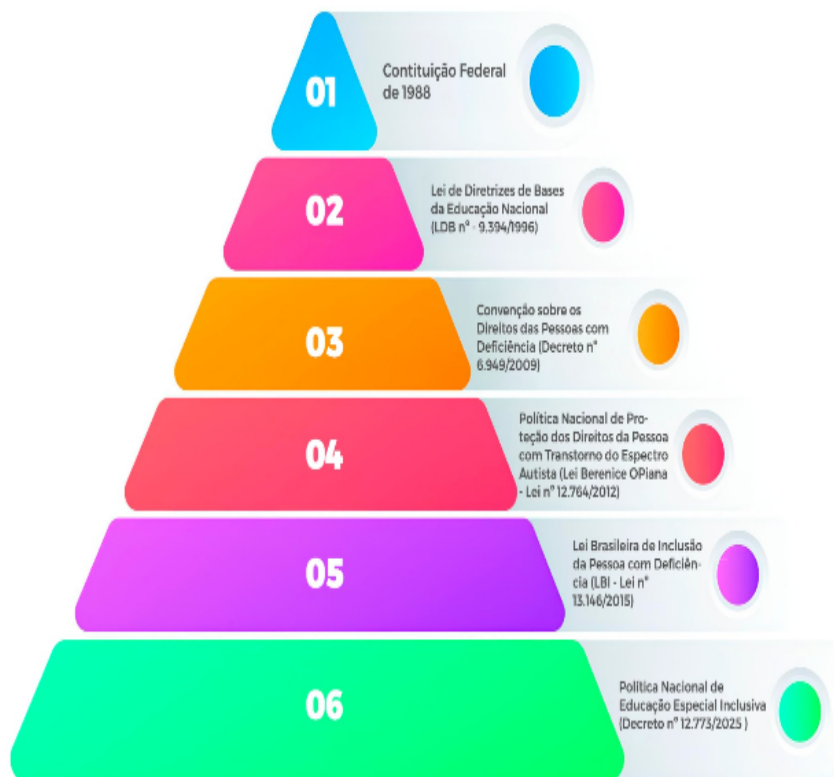 01
Contituição Federal
de 1988
02
Lei de Diretrizes de Bases
da Educação Nacional
(LDB nº - 9.394/1996)
03
Convenção sobre os
Direitos das Pessoas com
Deficiência (Decreto nº
6.949/2009)
04
Política Nacional de Pro-
teção dos Direitos da Pessoa
com Transtorno do Espectro
Autista (Lei Berenice OPiana
- Lei nº 12.764/2012)
05
Lei Brasileira de Inclusão
da Pessoa com Deficiên-
cia (LBI - Lei nº
13.146/2015)
06
Política Nacional de
Educação Especial Inclusiva
(Decreto nº 12.773/2025 )